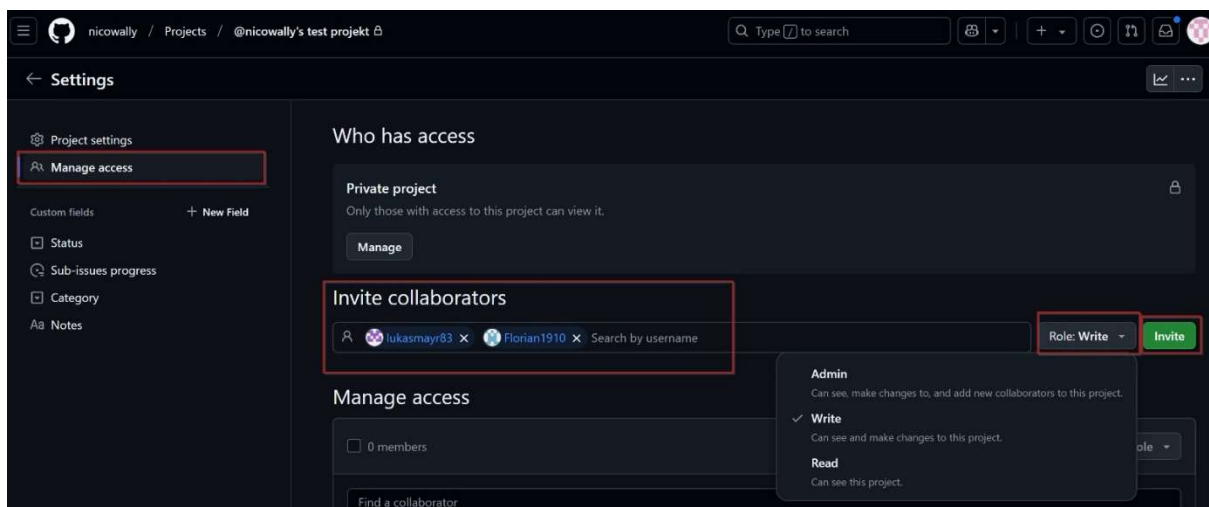 nicowally / Projects / @nicowally's test projekt
Type / to search
Settings
Project settings
Manage access
Custom fields + New Field
Status
Sub-issues progress
Category
Aa Notes
Who has access
Private project
Only those with access to this project can view it.
Manage
Invite collaborators
lukasmayr83 × Florian1910 × Search by username
Role: Write
Invite
Admin
Can see, make changes to, and add new collaborators to this project.
Write
Can see and make changes to this project.
Read
Can see this project.
Manage access
0 members
ole
Find a collaborator